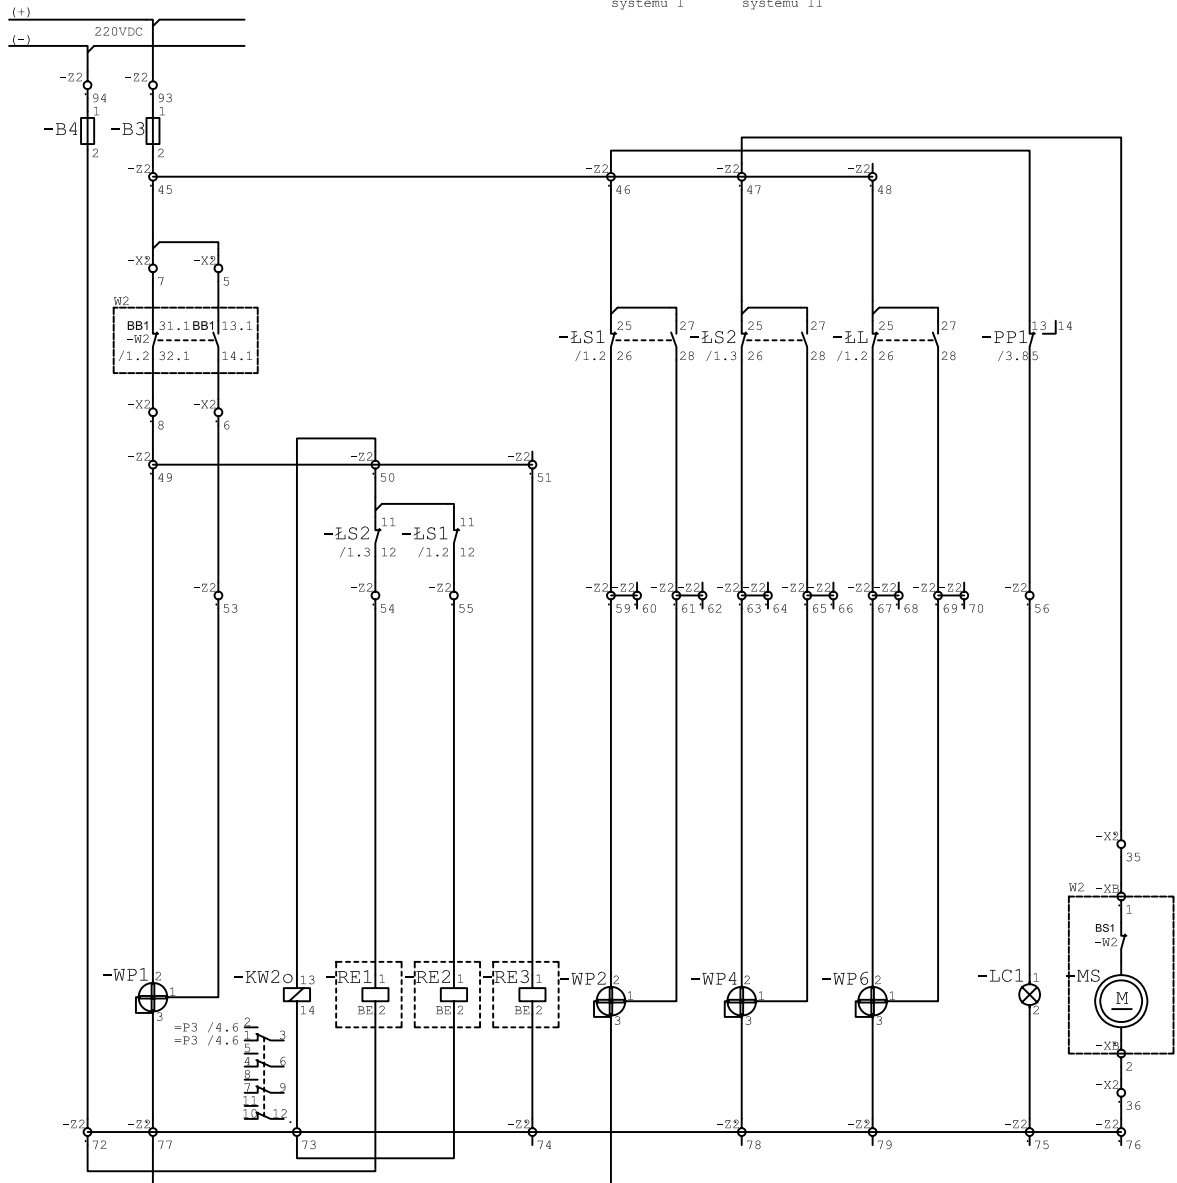 systemu I systemu II
(+)
220VDC
(-)
-Z2 -Z2
94 93
1 1
-B4 -B3
2 2
-Z2 -Z2 -Z2 -Z2
45 46 47 48
-X2 -X2
7 5
W2
BB1 31.1 BB1 13.1
-W2
/1.2 32.1 14.1
25 27 25 27 25 27 13 14
-ŁS1 -ŁS2 -ŁL -PP1
/1.2 26 28 /1.3 26 28 /1.2 26 28 /3.8 5
-X2 -X2
8 6
-Z2 -Z2 -Z2
49 50 51
11 11
-ŁS2 -ŁS1
/1.3 12 /1.2 12
-Z2 -Z2 -Z2 -Z2 -Z2 -Z2 -Z2 -Z2 -Z2 -Z2 -Z2 -Z2 -Z2 -Z2 -Z2 -Z2
53 54 55 59 60 61 62 63 64 65 66 67 68 69 70 56
-X2
35
W2 -XB
1
BS1
-W2
-WP1 2 -KW2 13 -RE1 1 -RE2 1 -RE3 1 -WP2 2 -WP4 2 -WP6 2 -LC1 1 -MS
1 1 1 1 M
3 14 BE 2 BE 2 BE 2 3 3 3 2
=P3 /4.6 2
=P3 /4.6 1 3
5
4 6
8
7 9
11
10 12
-XB
2
-X2
36
-Z2 -Z2 -Z2 -Z2 -Z2 -Z2 -Z2
72 77 73 74 78 79 75 76